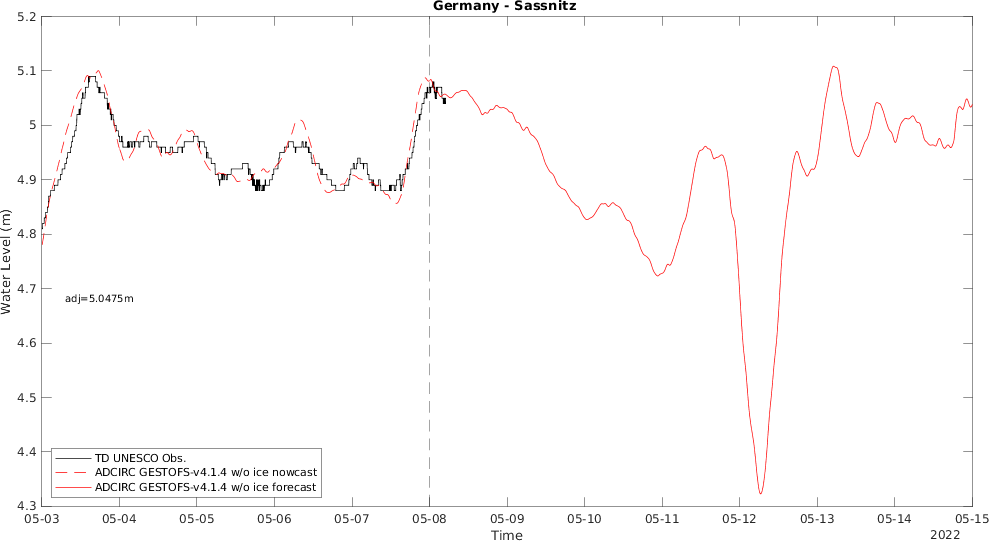 Germany - Sassnitz
5.2
5.1
5
4.9
4.8
4.7
4.6
4.5
4.4
4.3
Water Level (m)
adj=5.0475m
TD UNESCO Obs.
ADCIRC GESTOFS-v4.1.4 w/o ice nowcast
ADCIRC GESTOFS-v4.1.4 w/o ice forecast
05-03 05-04 05-05 05-06 05-07 05-08 05-09 05-10 05-11 05-12 05-13 05-14 05-15
Time
2022